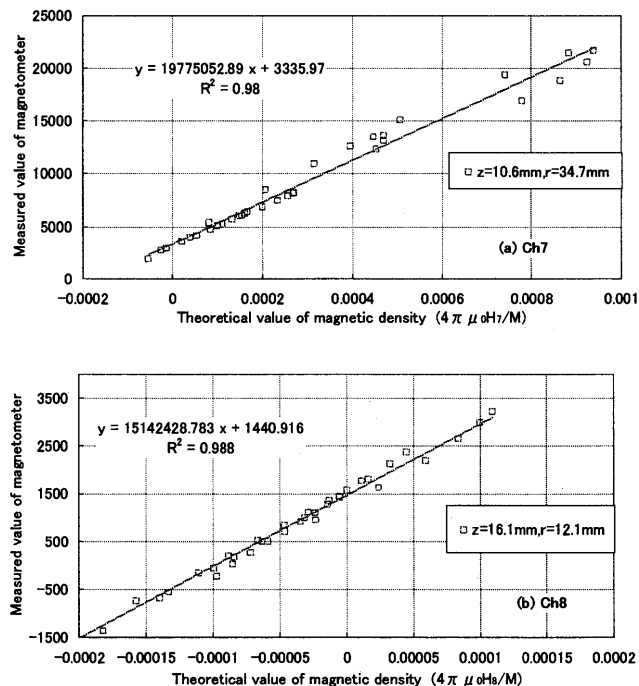 25000
20000
15000
10000
5000
0
Measured value of magnetometer
y = 19775052.89 x + 3335.97
R² = 0.98
z=10.6mm,r=34.7mm
(a) Ch7
-0.0002 0 0.0002 0.0004 0.0006 0.0008 0.001
Theoretical value of magnetic density (4πμ₀H₇/M)
3500
2500
1500
500
-500
-1500
Measured value of magnetometer
y = 15142428.783 x + 1440.916
R² = 0.988
z=16.1mm,r=12.1mm
(b) Ch8
-0.0002 -0.00015 -0.0001 -0.00005 0 0.00005 0.0001 0.00015 0.0002
Theoretical value of magnetic density (4πμ₀H₈/M)